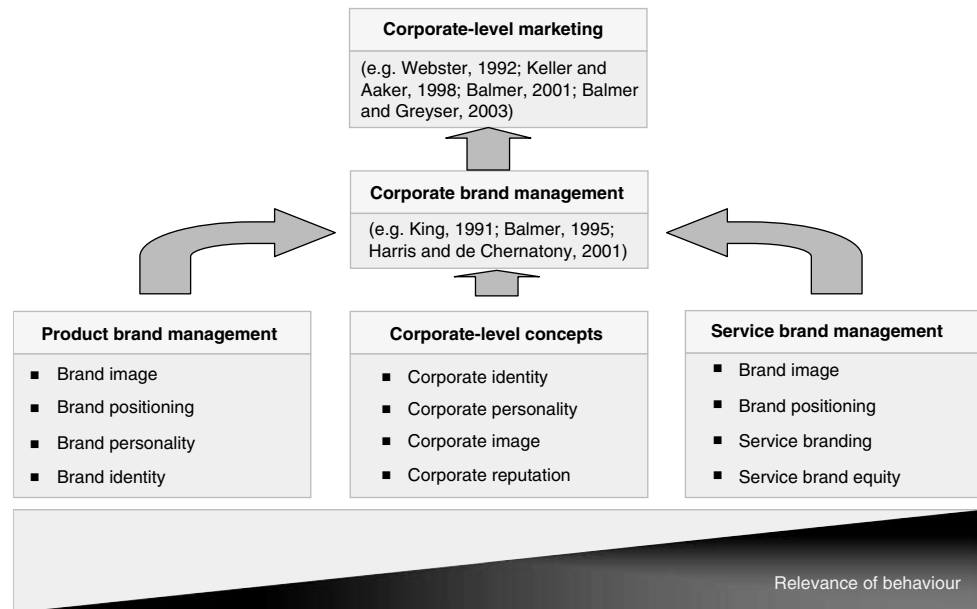 Corporate-level marketing
(e.g. Webster, 1992; Keller and
Aaker, 1998; Balmer, 2001; Balmer
and Greyser, 2003)
Corporate brand management
(e.g. King, 1991; Balmer, 1995;
Harris and de Chernatony, 2001)
Product brand management
▪ Brand image
▪ Brand positioning
▪ Brand personality
▪ Brand identity
Corporate-level concepts
▪ Corporate identity
▪ Corporate personality
▪ Corporate image
▪ Corporate reputation
Service brand management
▪ Brand image
▪ Brand positioning
▪ Service branding
▪ Service brand equity
Relevance of behaviour